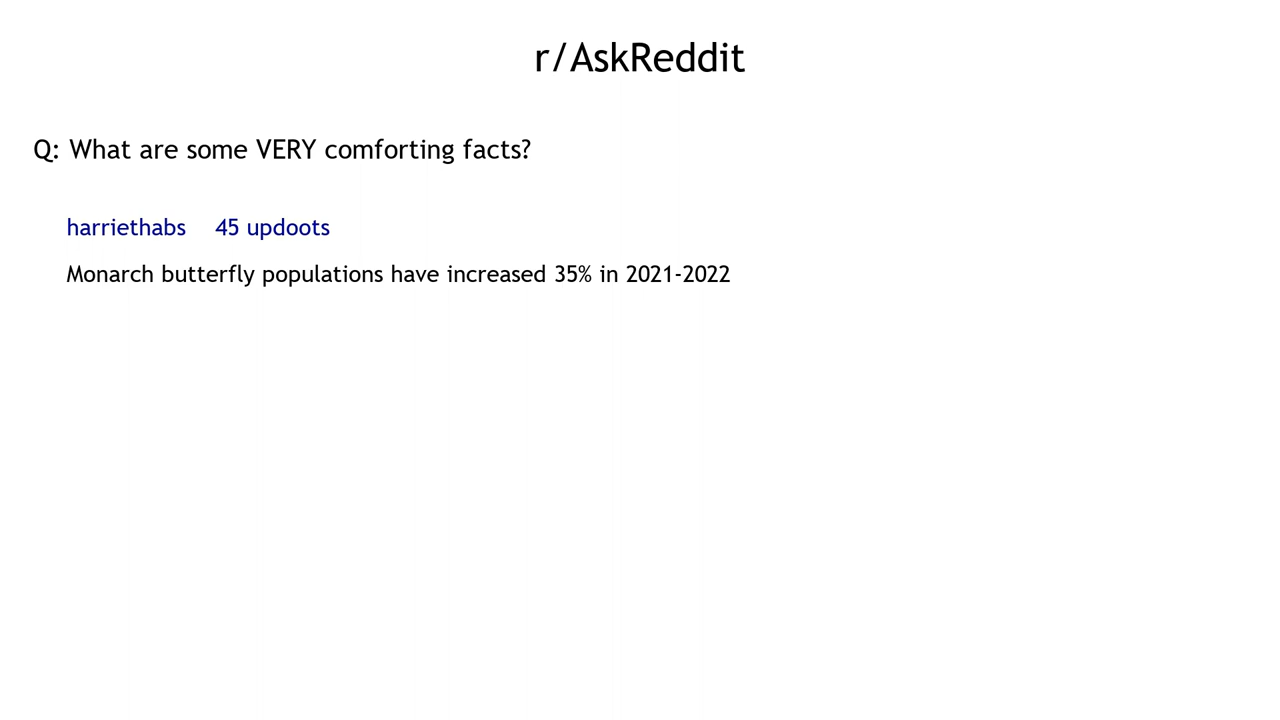 r/AskReddit
Q: What are some VERY comforting facts?
harriethabs 45 updoots
Monarch butterfly populations have increased 35% in 2021-2022